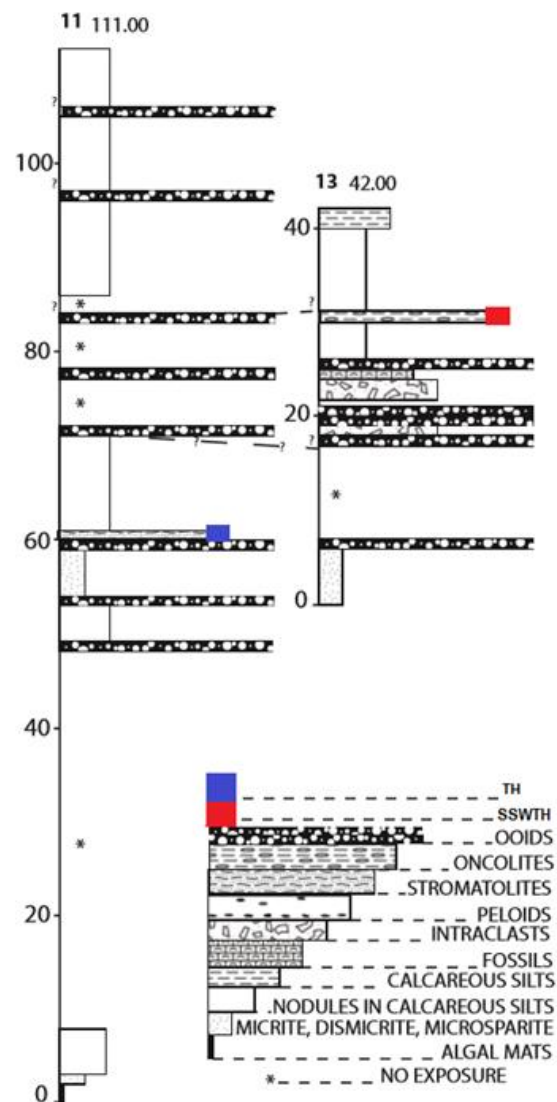 11 111.00
?
100
?
13 42.00
40
*
?
?
80
*
*
20
? ?
?
*
60
0
40
TH
SSWTH
OOIDS
*
ONCOLITES
STROMATOLITES
20
PELOIDS
INTRACLASTS
FOSSILS
CALCAREOUS SILTS
NODULES IN CALCAREOUS SILTS
MICRITE, DISMICRITE, MICROSPARITE
ALGAL MATS
* NO EXPOSURE
0